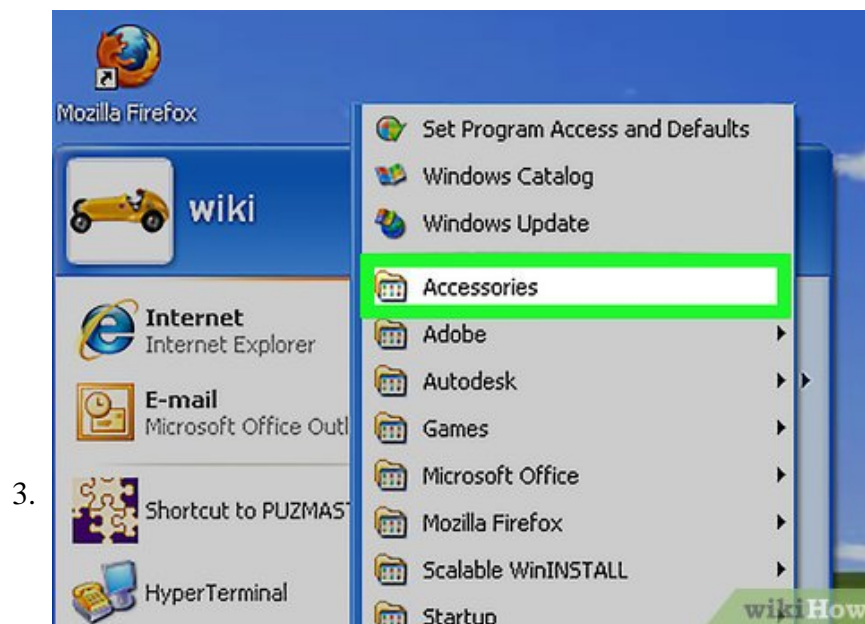 Mozilla Firefox
wiki
Internet
Internet Explorer
E-mail
Microsoft Office Outl
Shortcut to PUZMAS
HyperTerminal
Set Program Access and Defaults
Windows Catalog
Windows Update
Accessories
Adobe
Autodesk
Games
Microsoft Office
Mozilla Firefox
Scalable WinINSTALL
Startup
3.
wikiHow